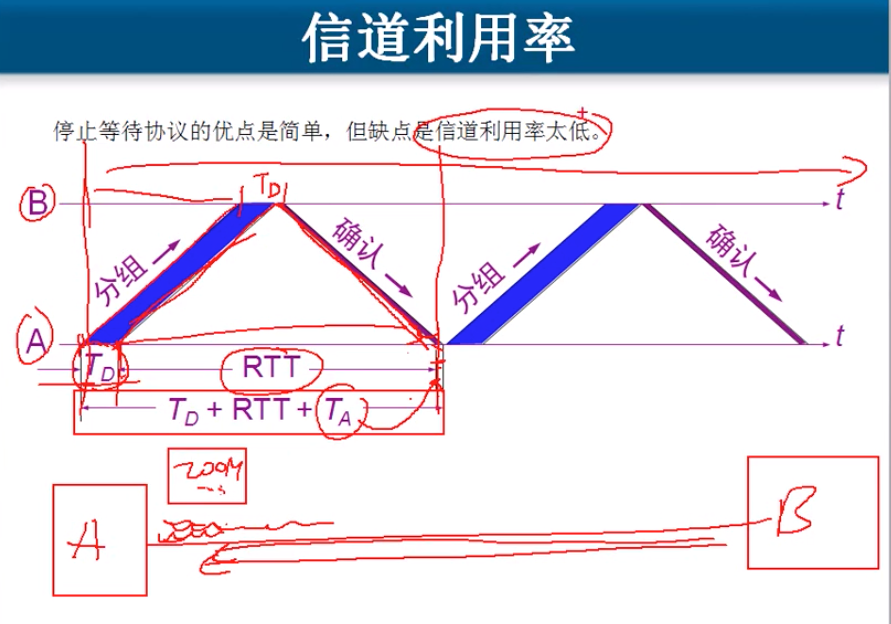 信道利用率
停止等待协议的优点是简单，但缺点是信道利用率太低。
T_D
B t
分组 确认 分组 确认
A t
T_D RTT
T_D + RTT + T_A
200M
A B